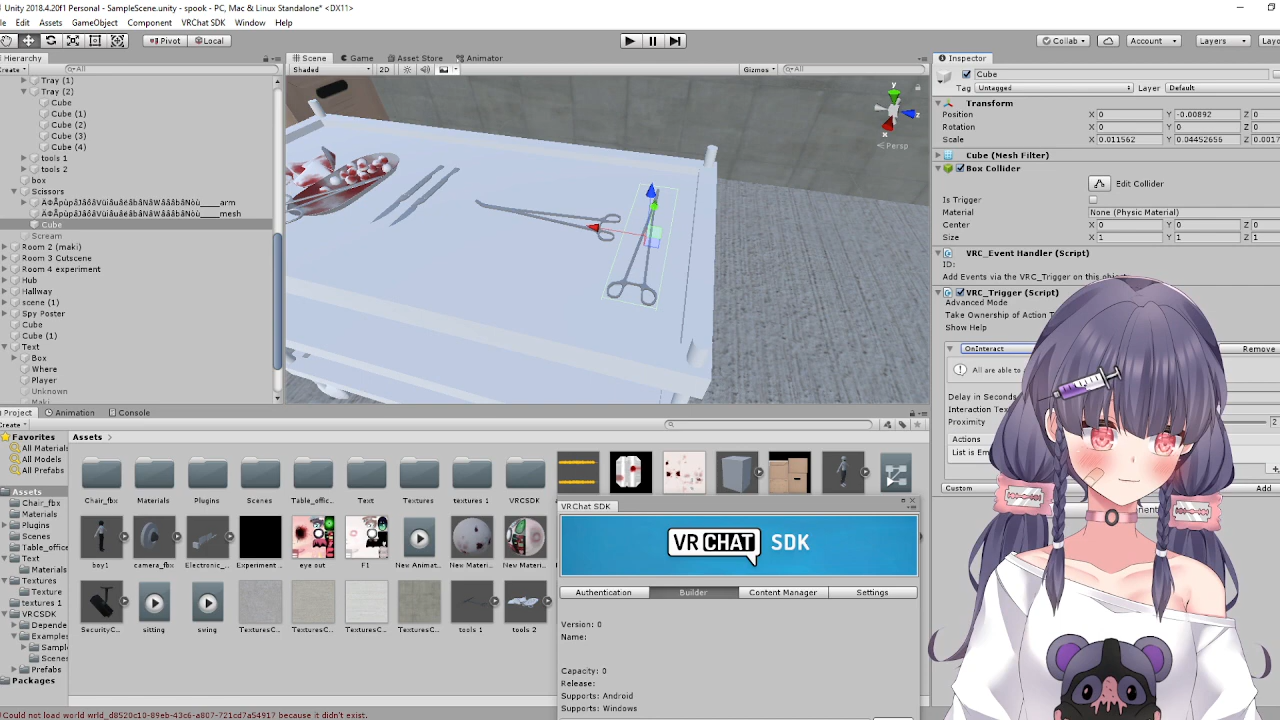 Unity 2018.4.20f1 Personal - SampleScene.unity - spook - PC, Mac & Linux Standalone* <DX11>
Edit Assets GameObject Component VRChat SDK Window Help
Pivot Local
Collab Account Layers
Hierarchy
Create All
Tray (1)
Tray (2)
Cube
Cube (1)
Cube (2)
Cube (3)
Cube (4)
tools 1
tools 2
box
Scissors
Cube
Scream
Room 2 (maki)
Room 3 Cutscene
Room 4 experiment
Hub
Hallway
scene (1)
Spy Poster
Cube
Cube (1)
Text
Box
Where
Player
Unknown
Scene Game Asset Store Animator
Shaded 2D Gizmos All
y
z
x
Persp
Inspector
Cube
Tag Untagged Layer Default
Transform
Position X 0 Y -0.00892 Z 0
Rotation X 0 Y 0 Z 0
Scale X 0.011562 Y 0.04452656 Z 0.0017
Cube (Mesh Filter)
Box Collider
Edit Collider
Is Trigger
Material None (Physic Material)
Center X 0 Y 0 Z 0
Size X 1 Y 1 Z 1
VRC_Event Handler (Script)
ID:
Add Events via the VRC_Trigger on this object
VRC_Trigger (Script)
Advanced Mode
Take Ownership of Action T
Show Help
OnInteract Remove
All are able to
Delay in Seconds
Interaction Tex
Proximity 2
Actions
List is Em
Custom Add
Project Animation Console
Create
Favorites
All Material
All Models
All Prefabs
Assets
Chair_fbx
Materials
Plugins
Scenes
Table_offic
Text
Materials
Textures
Texture
textures 1
VRCSDK
Depende
Examples
Sampl
Scenes
Prefabs
Packages
Assets
Chair_fbx Materials Plugins Scenes Table_offic... Text Textures textures 1 VRCSDK
boy1 camera_fbx Electronic_... Experiment eye out F1 New Animat... New Materi... New Materi...
SecurityC... sitting swing TexturesC... TexturesC... TexturesC... TexturesC... tools 1 tools 2
VRChat SDK
VRCHAT SDK
Authentication Builder Content Manager Settings
Version: 0
Name:
Capacity: 0
Release:
Supports: Android
Supports: Windows
Could not load world wrld_d8520c10-89eb-43c6-a807-721cd7a54917 because it didn't exist.